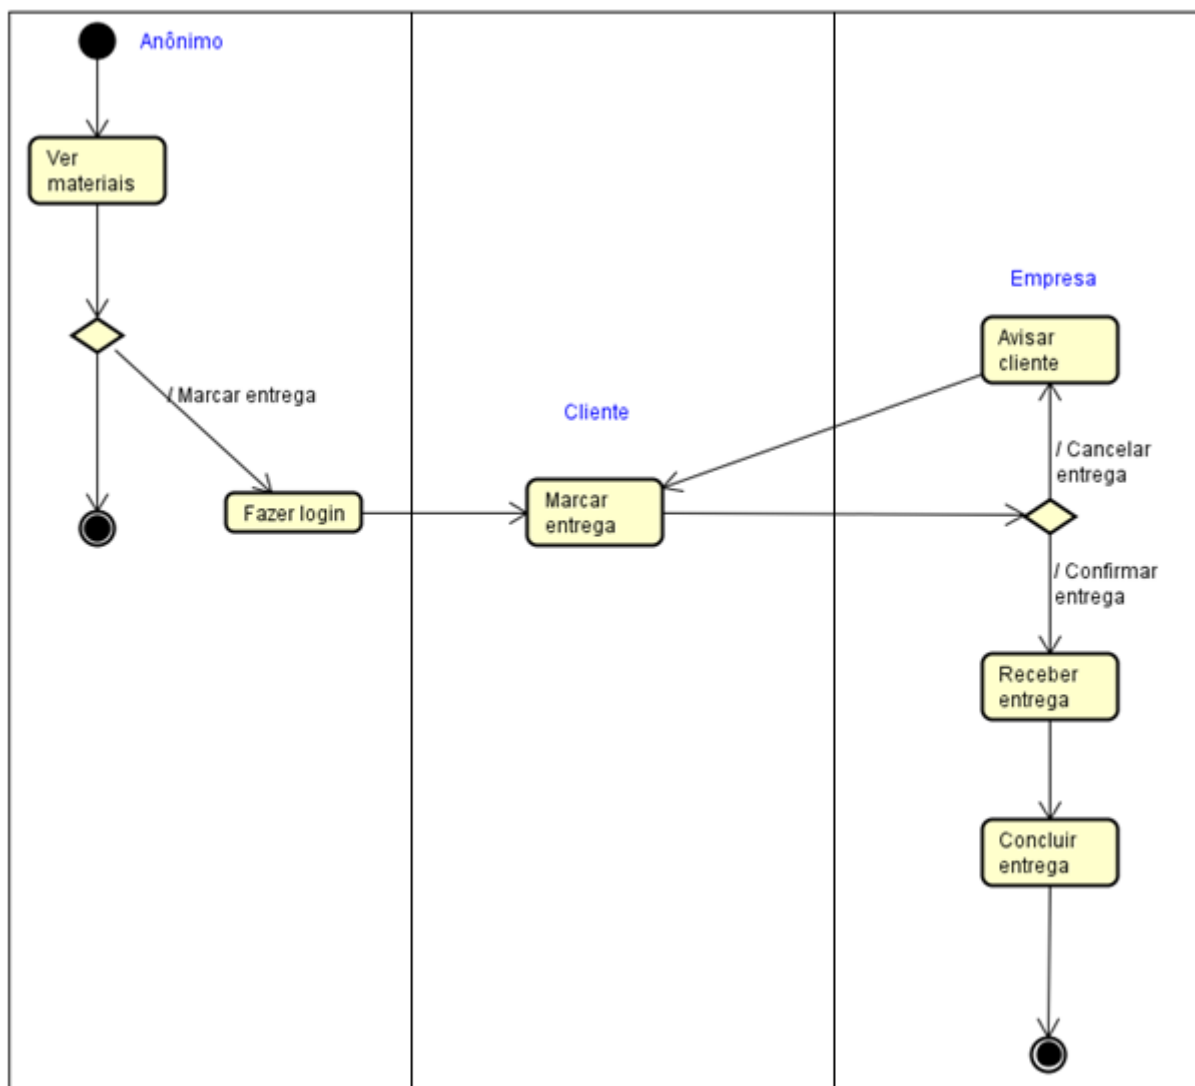 Anônimo
Ver
materiais
/ Marcar entrega
Fazer login
Cliente
Marcar
entrega
Empresa
Avisar
cliente
/ Cancelar
entrega
/ Confirmar
entrega
Receber
entrega
Concluir
entrega